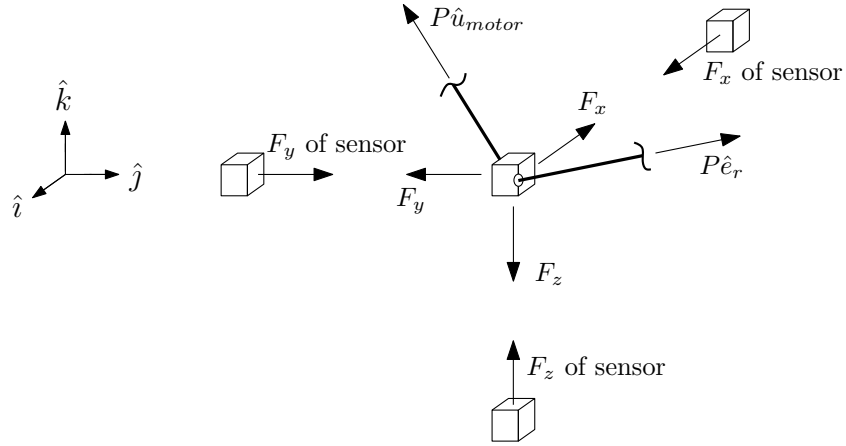 Pû_motor
F_x of sensor
k̂
F_x
F_y of sensor
ĵ
Pê_r
î
F_y
F_z
F_z of sensor